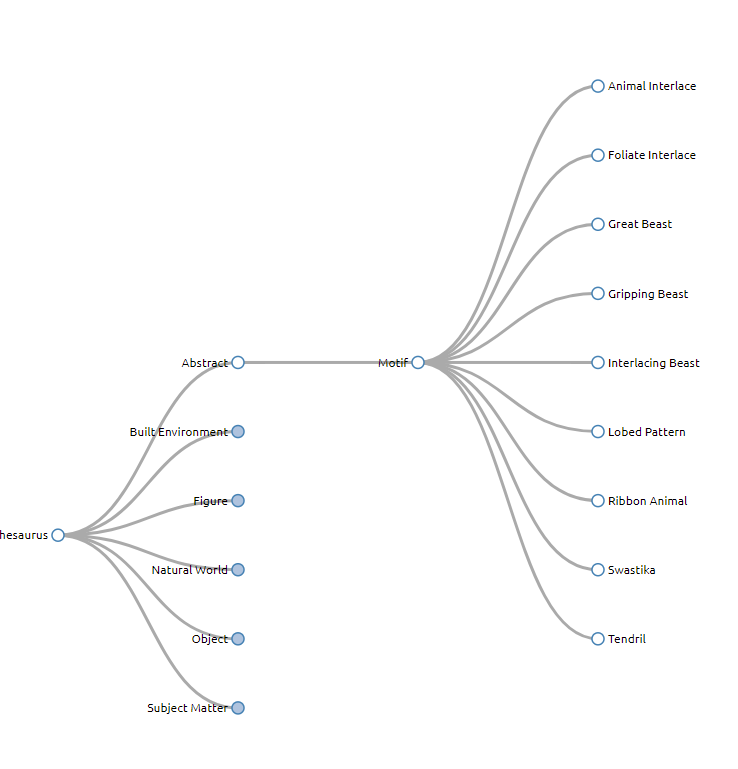 Animal Interlace
Foliate Interlace
Great Beast
Gripping Beast
Abstract
Motif
Interlacing Beast
Built Environment
Lobed Pattern
Figure
Ribbon Animal
hesaurus
Natural World
Swastika
Object
Tendril
Subject Matter